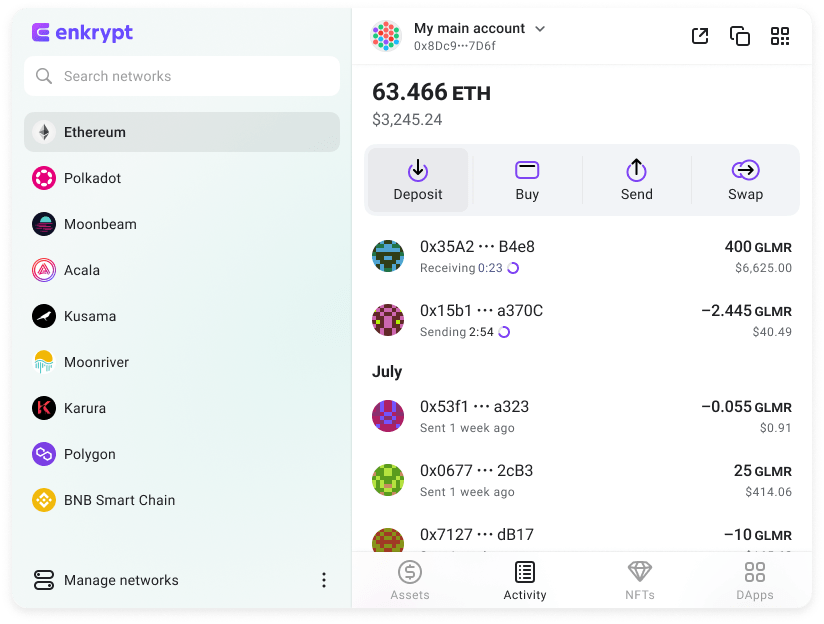 enkrypt
Search networks
Ethereum
Polkadot
Moonbeam
Acala
Kusama
Moonriver
Karura
Polygon
BNB Smart Chain
Manage networks
My main account
0x8Dc9···7D6f
63.466 ETH
$3,245.24
Deposit
Buy
Send
Swap
0x35A2 ··· B4e8
400 GLMR
Receiving 0:23
$6,625.00
0x15b1 ··· a370C
−2.445 GLMR
Sending 2:54
$40.49
July
0x53f1 ··· a323
−0.055 GLMR
Sent 1 week ago
$0.91
0x0677 ··· 2cB3
25 GLMR
Sent 1 week ago
$414.06
0x7127 ··· dB17
−10 GLMR
Assets
Activity
NFTs
DApps